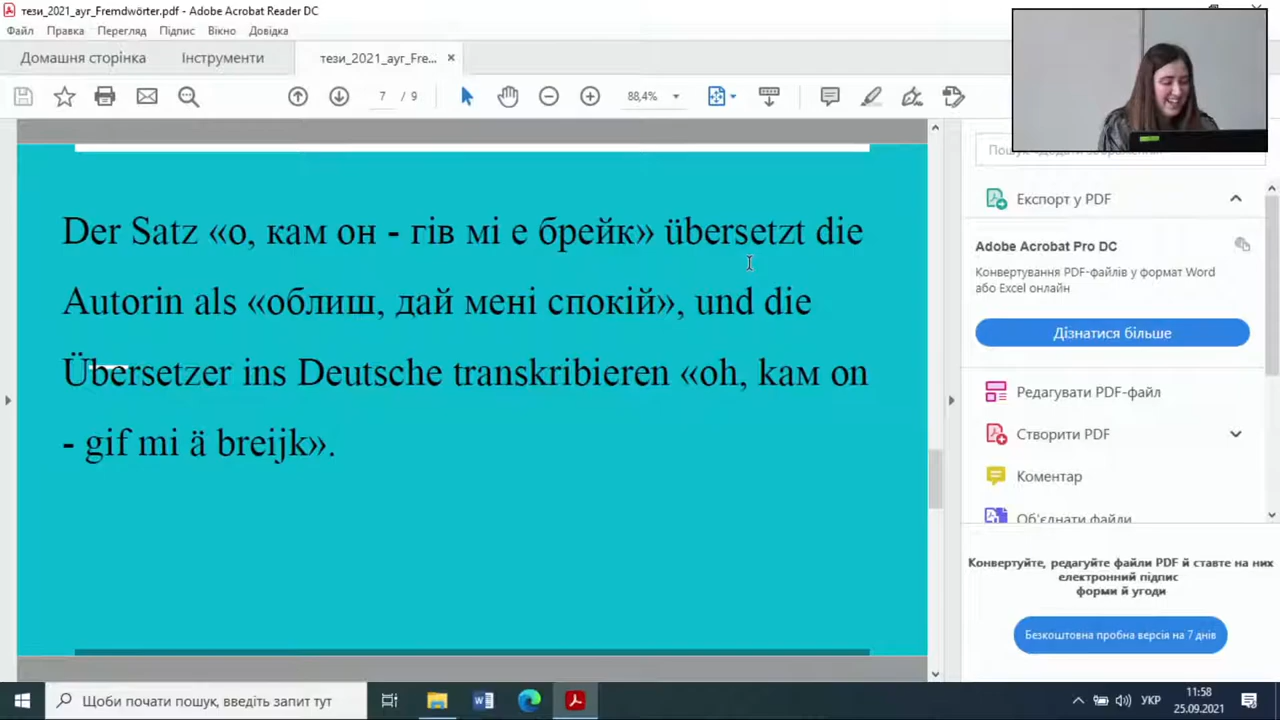 тези_2021_ayr_Fremdwörter.pdf - Adobe Acrobat Reader DC
Файл Правка Перегляд Підпис Вікно Довідка
Домашня сторінка Інструменти тези_2021_ayr_Fre... ×
7 / 9 88,4%
Der Satz «о, кам он - гів мі е брейк» übersetzt die
Autorin als «облиш, дай мені спокій», und die
Übersetzer ins Deutsche transkribieren «oh, kам on
- gif mi ä breijk».
Експорт у PDF
Adobe Acrobat Pro DC
Конвертування PDF-файлів у формат Word
або Excel онлайн
Дізнатися більше
Редагувати PDF-файл
Створити PDF
Коментар
Об'єднати файли
Конвертуйте, редагуйте файли PDF й ставте на них
електронний підпис
форми й угоди
Безкоштовна пробна версія на 7 днів
Щоби почати пошук, введіть запит тут
УКР
11:58
25.09.2021